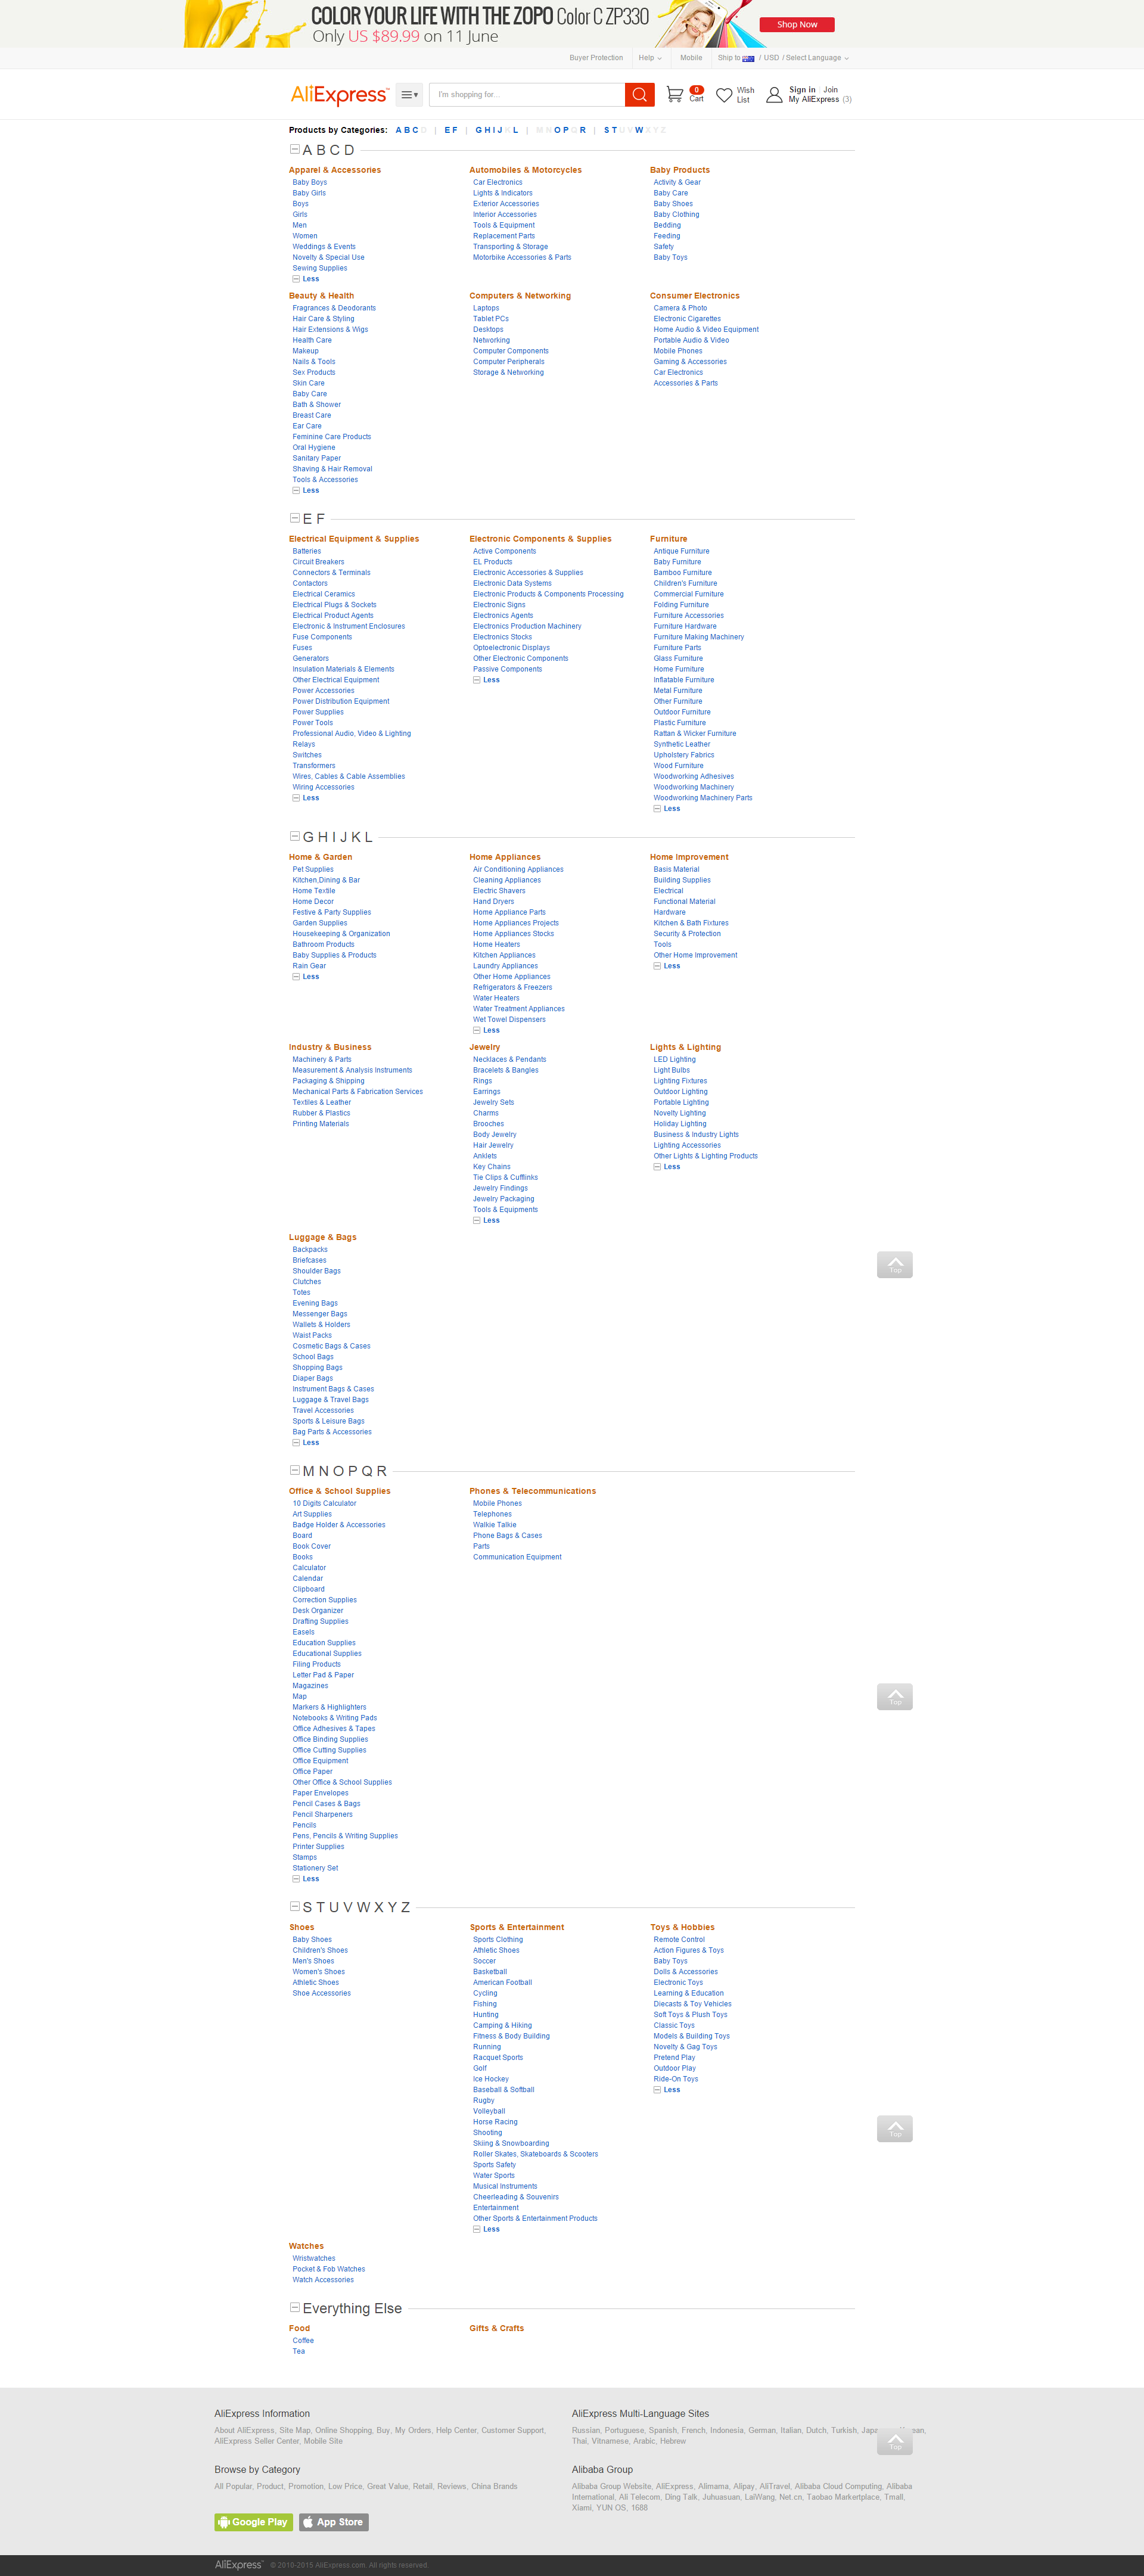 COLOR YOUR LIFE WITH THE ZOPO Color C ZP330
Only US $89.99 on 11 June
Shop Now
Buyer Protection Help Mobile Ship to / USD / Select Language
AliExpress™ I'm shopping for... 0 Cart Wish List Sign in Join My AliExpress (3)
Products by Categories: A B C D | E F | G H I J K L | M N O P Q R | S T U V W X Y Z
A B C D
Apparel & Accessories
Baby Boys
Baby Girls
Boys
Girls
Men
Women
Weddings & Events
Novelty & Special Use
Sewing Supplies
Less
Automobiles & Motorcycles
Car Electronics
Lights & Indicators
Exterior Accessories
Interior Accessories
Tools & Equipment
Replacement Parts
Transporting & Storage
Motorbike Accessories & Parts
Baby Products
Activity & Gear
Baby Care
Baby Shoes
Baby Clothing
Bedding
Feeding
Safety
Baby Toys
Beauty & Health
Fragrances & Deodorants
Hair Care & Styling
Hair Extensions & Wigs
Health Care
Makeup
Nails & Tools
Sex Products
Skin Care
Baby Care
Bath & Shower
Breast Care
Ear Care
Feminine Care Products
Oral Hygiene
Sanitary Paper
Shaving & Hair Removal
Tools & Accessories
Less
Computers & Networking
Laptops
Tablet PCs
Desktops
Networking
Computer Components
Computer Peripherals
Storage & Networking
Consumer Electronics
Camera & Photo
Electronic Cigarettes
Home Audio & Video Equipment
Portable Audio & Video
Mobile Phones
Gaming & Accessories
Car Electronics
Accessories & Parts
E F
Electrical Equipment & Supplies
Batteries
Circuit Breakers
Connectors & Terminals
Contactors
Electrical Ceramics
Electrical Plugs & Sockets
Electrical Product Agents
Electronic & Instrument Enclosures
Fuse Components
Fuses
Generators
Insulation Materials & Elements
Other Electrical Equipment
Power Accessories
Power Distribution Equipment
Power Supplies
Power Tools
Professional Audio, Video & Lighting
Relays
Switches
Transformers
Wires, Cables & Cable Assemblies
Wiring Accessories
Less
Electronic Components & Supplies
Active Components
EL Products
Electronic Accessories & Supplies
Electronic Data Systems
Electronic Products & Components Processing
Electronic Signs
Electronics Agents
Electronics Production Machinery
Electronics Stocks
Optoelectronic Displays
Other Electronic Components
Passive Components
Less
Furniture
Antique Furniture
Baby Furniture
Bamboo Furniture
Children's Furniture
Commercial Furniture
Folding Furniture
Furniture Accessories
Furniture Hardware
Furniture Making Machinery
Furniture Parts
Glass Furniture
Home Furniture
Inflatable Furniture
Metal Furniture
Other Furniture
Outdoor Furniture
Plastic Furniture
Rattan & Wicker Furniture
Synthetic Leather
Upholstery Fabrics
Wood Furniture
Woodworking Adhesives
Woodworking Machinery
Woodworking Machinery Parts
Less
G H I J K L
Home & Garden
Pet Supplies
Kitchen,Dining & Bar
Home Textile
Home Decor
Festive & Party Supplies
Garden Supplies
Housekeeping & Organization
Bathroom Products
Baby Supplies & Products
Rain Gear
Less
Home Appliances
Air Conditioning Appliances
Cleaning Appliances
Electric Shavers
Hand Dryers
Home Appliance Parts
Home Appliances Projects
Home Appliances Stocks
Home Heaters
Kitchen Appliances
Laundry Appliances
Other Home Appliances
Refrigerators & Freezers
Water Heaters
Water Treatment Appliances
Wet Towel Dispensers
Less
Home Improvement
Basis Material
Building Supplies
Electrical
Functional Material
Hardware
Kitchen & Bath Fixtures
Security & Protection
Tools
Other Home Improvement
Less
Industry & Business
Machinery & Parts
Measurement & Analysis Instruments
Packaging & Shipping
Mechanical Parts & Fabrication Services
Textiles & Leather
Rubber & Plastics
Printing Materials
Jewelry
Necklaces & Pendants
Bracelets & Bangles
Rings
Earrings
Jewelry Sets
Charms
Brooches
Body Jewelry
Hair Jewelry
Anklets
Key Chains
Tie Clips & Cufflinks
Jewelry Findings
Jewelry Packaging
Tools & Equipments
Less
Lights & Lighting
LED Lighting
Light Bulbs
Lighting Fixtures
Outdoor Lighting
Portable Lighting
Novelty Lighting
Holiday Lighting
Business & Industry Lights
Lighting Accessories
Other Lights & Lighting Products
Less
Luggage & Bags
Backpacks
Briefcases
Shoulder Bags
Clutches
Totes
Evening Bags
Messenger Bags
Wallets & Holders
Waist Packs
Cosmetic Bags & Cases
School Bags
Shopping Bags
Diaper Bags
Instrument Bags & Cases
Luggage & Travel Bags
Travel Accessories
Sports & Leisure Bags
Bag Parts & Accessories
Less
Top
M N O P Q R
Office & School Supplies
10 Digits Calculator
Art Supplies
Badge Holder & Accessories
Board
Book Cover
Books
Calculator
Calendar
Clipboard
Correction Supplies
Desk Organizer
Drafting Supplies
Easels
Education Supplies
Educational Supplies
Filing Products
Letter Pad & Paper
Magazines
Map
Markers & Highlighters
Notebooks & Writing Pads
Office Adhesives & Tapes
Office Binding Supplies
Office Cutting Supplies
Office Equipment
Office Paper
Other Office & School Supplies
Paper Envelopes
Pencil Cases & Bags
Pencil Sharpeners
Pencils
Pens, Pencils & Writing Supplies
Printer Supplies
Stamps
Stationery Set
Less
Phones & Telecommunications
Mobile Phones
Telephones
Walkie Talkie
Phone Bags & Cases
Parts
Communication Equipment
Top
S T U V W X Y Z
Shoes
Baby Shoes
Children's Shoes
Men's Shoes
Women's Shoes
Athletic Shoes
Shoe Accessories
Sports & Entertainment
Sports Clothing
Athletic Shoes
Soccer
Basketball
American Football
Cycling
Fishing
Hunting
Camping & Hiking
Fitness & Body Building
Running
Racquet Sports
Golf
Ice Hockey
Baseball & Softball
Rugby
Volleyball
Horse Racing
Shooting
Skiing & Snowboarding
Roller Skates, Skateboards & Scooters
Sports Safety
Water Sports
Musical Instruments
Cheerleading & Souvenirs
Entertainment
Other Sports & Entertainment Products
Less
Toys & Hobbies
Remote Control
Action Figures & Toys
Baby Toys
Dolls & Accessories
Electronic Toys
Learning & Education
Diecasts & Toy Vehicles
Soft Toys & Plush Toys
Classic Toys
Models & Building Toys
Novelty & Gag Toys
Pretend Play
Outdoor Play
Ride-On Toys
Less
Top
Watches
Wristwatches
Pocket & Fob Watches
Watch Accessories
Everything Else
Food
Coffee
Tea
Gifts & Crafts
AliExpress Information
About AliExpress, Site Map, Online Shopping, Buy, My Orders, Help Center, Customer Support,
AliExpress Seller Center, Mobile Site
AliExpress Multi-Language Sites
Russian, Portuguese, Spanish, French, Indonesia, German, Italian, Dutch, Turkish,
Thai, Vitnamese, Arabic, Hebrew
Top
Browse by Category
All Popular, Product, Promotion, Low Price, Great Value, Retail, Reviews, China Brands
Alibaba Group
Alibaba Group Website, AliExpress, Alimama, Alipay, AliTravel, Alibaba Cloud Computing, Alibaba
International, Ali Telecom, Ding Talk, Juhuasuan, LaiWang, Net.cn, Taobao Markertplace, Tmall,
Xiami, YUN OS, 1688
Google Play
App Store
AliExpress™ © 2010-2015 AliExpress.com. All rights reserved.